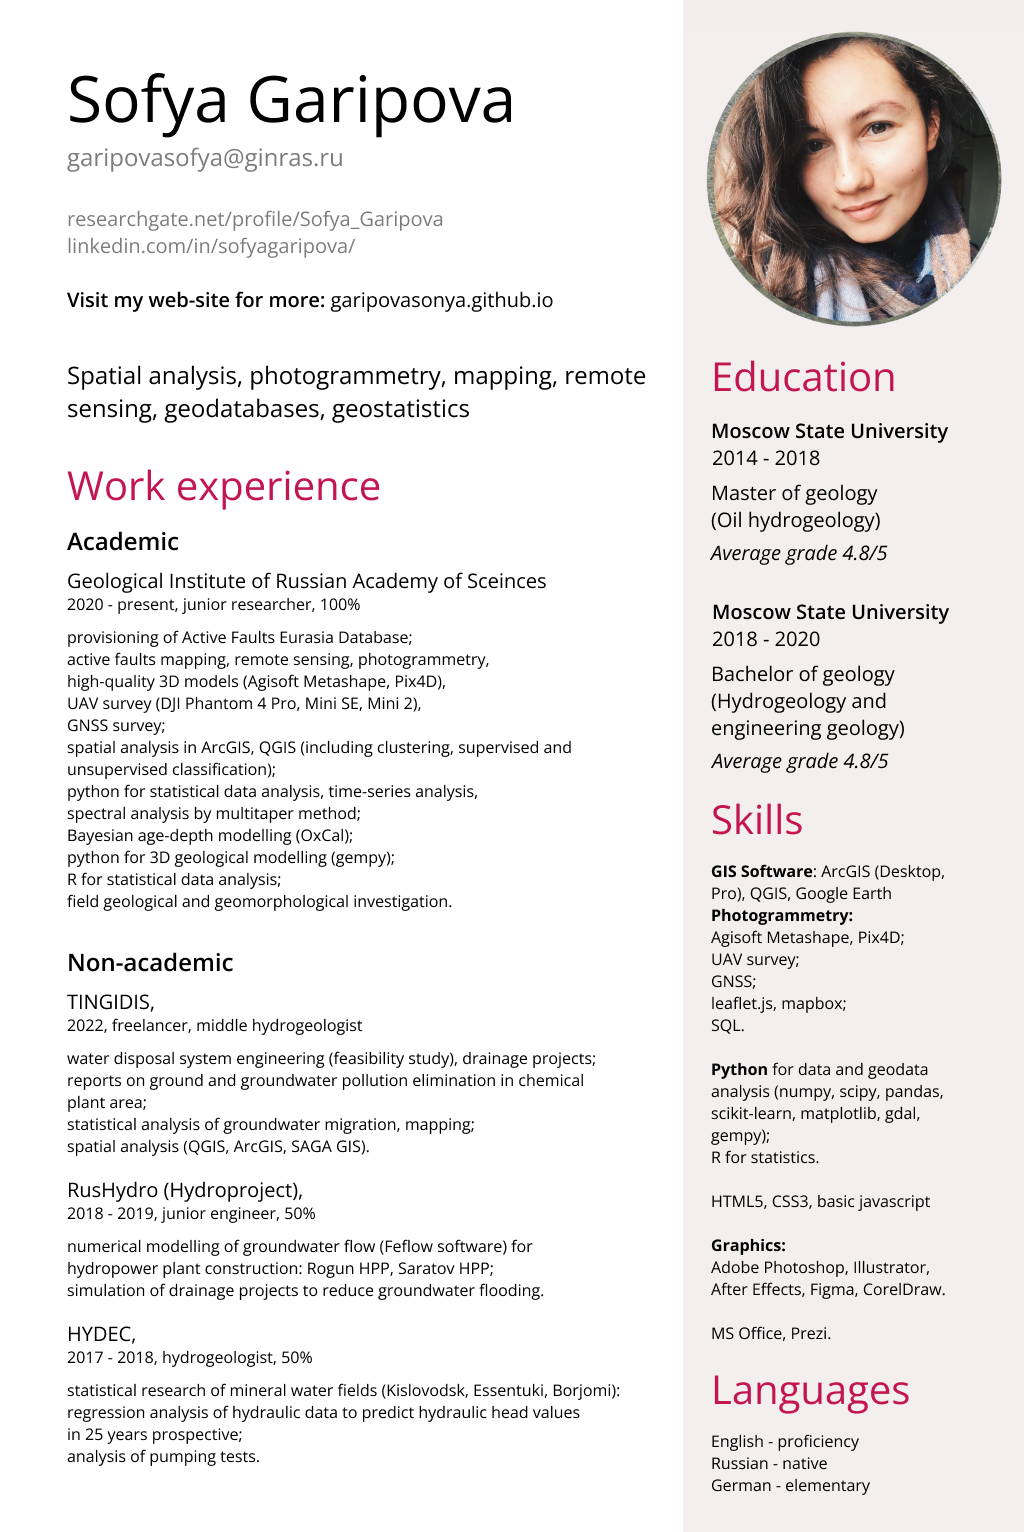 Sofya Garipova
garipovasofya@ginras.ru
researchgate.net/profile/Sofya_Garipova
linkedin.com/in/sofyagaripova/
Visit my web-site for more: garipovasonya.github.io
Spatial analysis, photogrammetry, mapping, remote
sensing, geodatabases, geostatistics
Work experience
Academic
Geological Institute of Russian Academy of Sceinces
2020 - present, junior researcher, 100%
provisioning of Active Faults Eurasia Database;
active faults mapping, remote sensing, photogrammetry,
high-quality 3D models (Agisoft Metashape, Pix4D),
UAV survey (DJI Phantom 4 Pro, Mini SE, Mini 2),
GNSS survey;
spatial analysis in ArcGIS, QGIS (including clustering, supervised and
unsupervised classification);
python for statistical data analysis, time-series analysis,
spectral analysis by multitaper method;
Bayesian age-depth modelling (OxCal);
python for 3D geological modelling (gempy);
R for statistical data analysis;
field geological and geomorphological investigation.
Non-academic
TINGIDIS,
2022, freelancer, middle hydrogeologist
water disposal system engineering (feasibility study), drainage projects;
reports on ground and groundwater pollution elimination in chemical
plant area;
statistical analysis of groundwater migration, mapping;
spatial analysis (QGIS, ArcGIS, SAGA GIS).
RusHydro (Hydroproject),
2018 - 2019, junior engineer, 50%
numerical modelling of groundwater flow (Feflow software) for
hydropower plant construction: Rogun HPP, Saratov HPP;
simulation of drainage projects to reduce groundwater flooding.
HYDEC,
2017 - 2018, hydrogeologist, 50%
statistical research of mineral water fields (Kislovodsk, Essentuki, Borjomi):
regression analysis of hydraulic data to predict hydraulic head values
in 25 years prospective;
analysis of pumping tests.
Education
Moscow State University
2014 - 2018
Master of geology
(Oil hydrogeology)
Average grade 4.8/5
Moscow State University
2018 - 2020
Bachelor of geology
(Hydrogeology and
engineering geology)
Average grade 4.8/5
Skills
GIS Software: ArcGIS (Desktop,
Pro), QGIS, Google Earth
Photogrammetry:
Agisoft Metashape, Pix4D;
UAV survey;
GNSS;
leaflet.js, mapbox;
SQL.
Python for data and geodata
analysis (numpy, scipy, pandas,
scikit-learn, matplotlib, gdal,
gempy);
R for statistics.
HTML5, CSS3, basic javascript
Graphics:
Adobe Photoshop, Illustrator,
After Effects, Figma, CorelDraw.
MS Office, Prezi.
Languages
English - proficiency
Russian - native
German - elementary